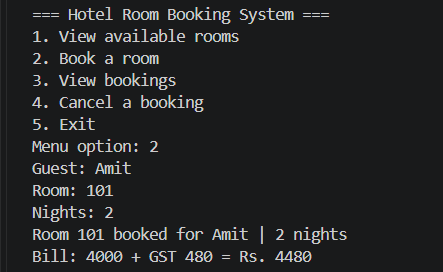 === Hotel Room Booking System ===
1. View available rooms
2. Book a room
3. View bookings
4. Cancel a booking
5. Exit
Menu option: 2
Guest: Amit
Room: 101
Nights: 2
Room 101 booked for Amit | 2 nights
Bill: 4000 + GST 480 = Rs. 4480